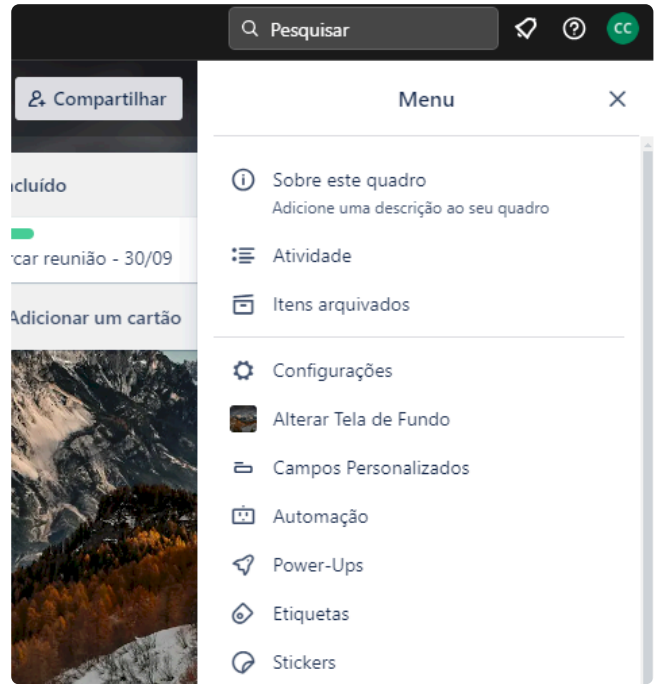 Pesquisar
CC
Compartilhar
Menu
cluído
car reunião - 30/09
Adicionar um cartão
Sobre este quadro
Adicione uma descrição ao seu quadro
Atividade
Itens arquivados
Configurações
Alterar Tela de Fundo
Campos Personalizados
Automação
Power-Ups
Etiquetas
Stickers